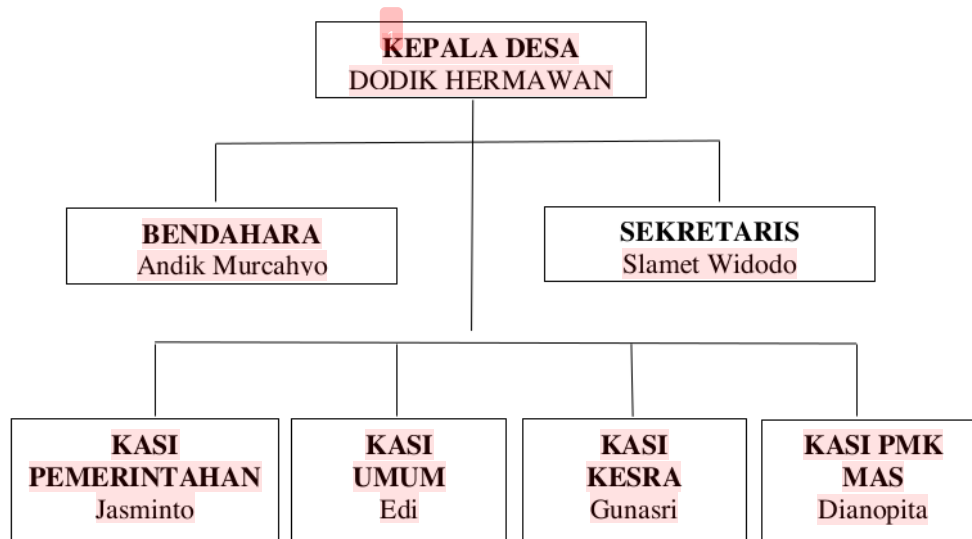 1
KEPALA DESA
DODIK HERMAWAN
BENDAHARA
Andik Murcahyo
SEKRETARIS
Slamet Widodo
KASI
PEMERINTAHAN
Jasminto
KASI
UMUM
Edi
KASI
KESRA
Gunasri
KASI PMK
MAS
Dianopita